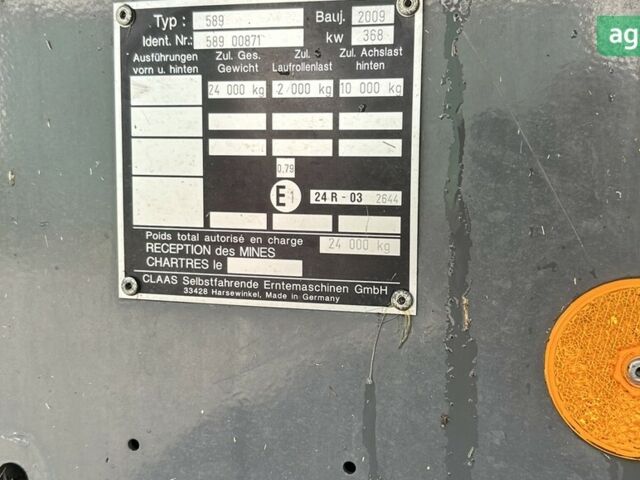 Typ : 589 Bauj. 2009
Ident. Nr.: 589 00871 kw 368
Ausführungen Zul. Ges. Zul. Zul. Achslast
vorn u. hinten Gewicht Laufrollenlast hinten
24 000 kg 2 000 kg 10 000 kg
0,79
E1 24 R - 03 2644
Poids total autorisé en charge 24 000 kg
RECEPTION des MINES
CHARTRES le
CLAAS Selbstfahrende Erntemaschinen GmbH
33428 Harsewinkel, Made in Germany
ag